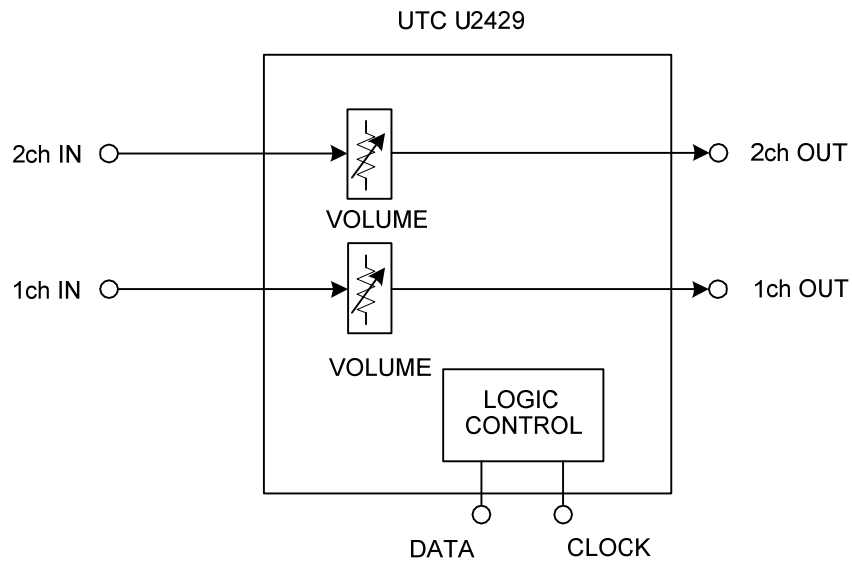 UTC U2429
2ch IN
2ch OUT
VOLUME
1ch IN
1ch OUT
VOLUME
LOGIC
CONTROL
DATA
CLOCK